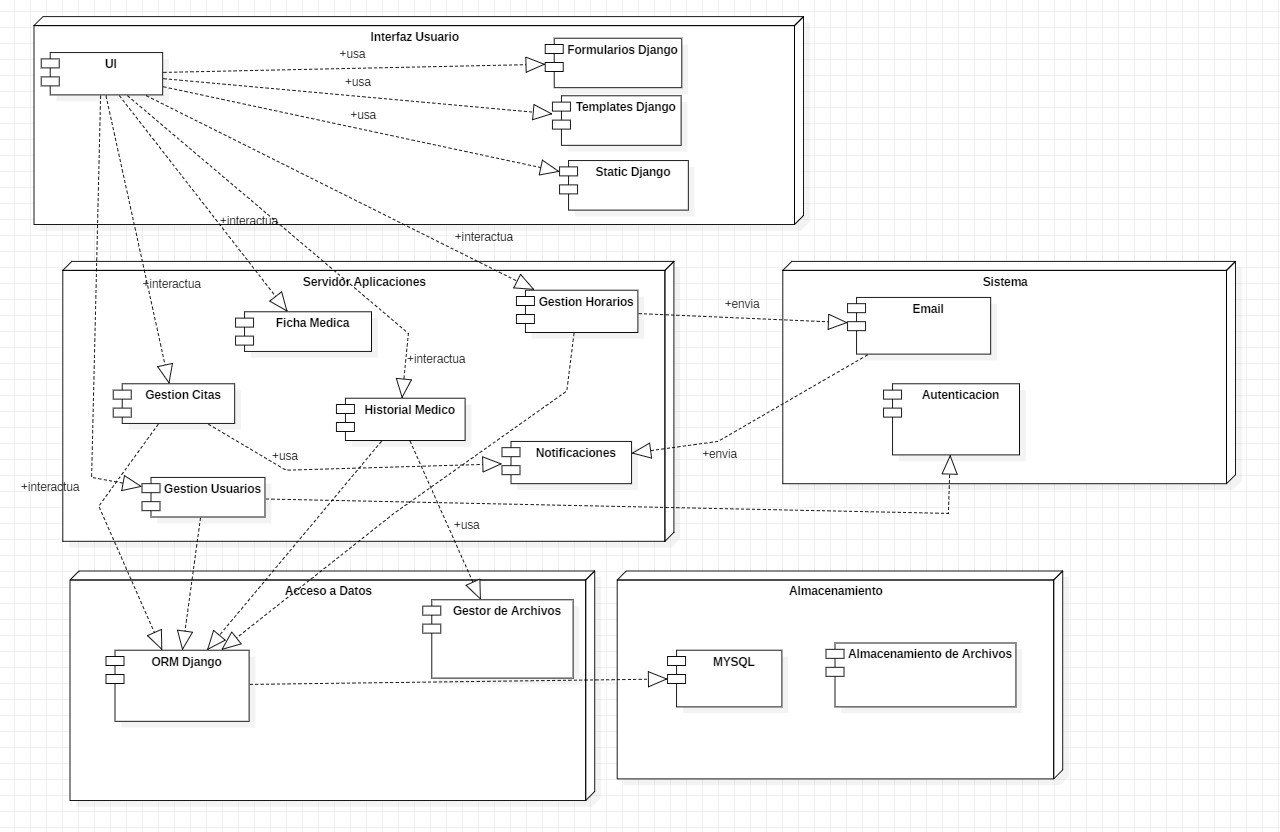 Interfaz Usuario
UI
+usa
Formularios Django
+usa
Templates Django
+usa
Static Django
+interactua
+interactua
Servidor Aplicaciones
+interactua
Ficha Medica
Gestion Horarios
+envia
Sistema
Email
+interactua
Gestion Citas
Historial Medico
Autenticacion
+usa
Notificaciones
+envia
+interactua
Gestion Usuarios
+usa
Acceso a Datos
Gestor de Archivos
ORM Django
Almacenamiento
MYSQL
Almacenamiento de Archivos